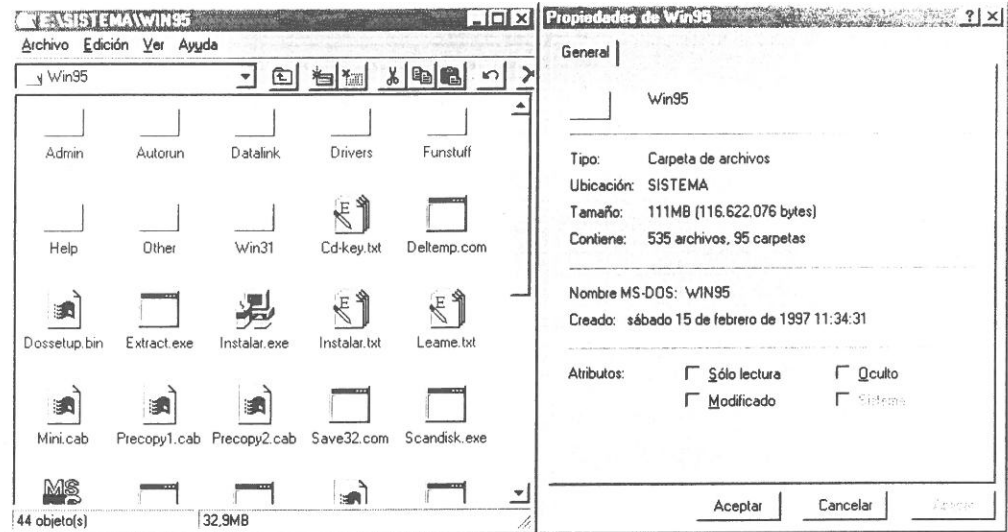 E:\SISTEMA\WIN95
Archivo Edición Ver Ayuda
Win95
Admin Autorun Datalink Drivers Funstuff
Help Other Win31 Cd-key.txt Deltemp.com
Dossetup.bin Extract.exe Instalar.exe Instalar.txt Leame.txt
Mini.cab Precopy1.cab Precopy2.cab Save32.com Scandisk.exe
MS
44 objeto(s) 32,9MB
Propiedades de Win95
General
Win95
Tipo: Carpeta de archivos
Ubicación: SISTEMA
Tamaño: 111MB (116.622.076 bytes)
Contiene: 535 archivos, 95 carpetas
Nombre MS-DOS: WIN95
Creado: sábado 15 de febrero de 1997 11:34:31
Atributos: Sólo lectura Oculto
Modificado Sistema
Aceptar Cancelar